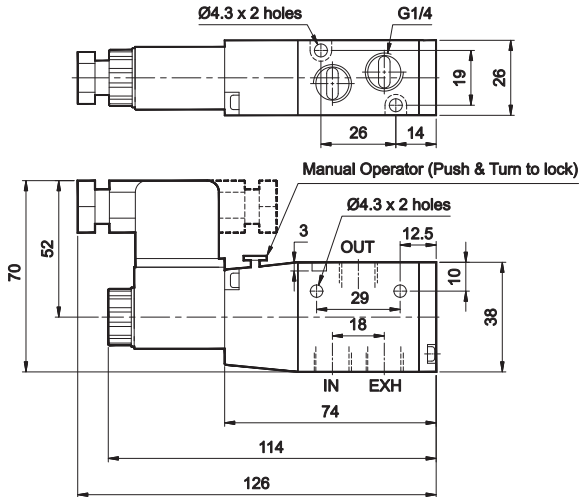 Ø4.3 x 2 holes
G1/4
19
26
26
14
Manual Operator (Push & Turn to lock)
Ø4.3 x 2 holes
12.5
3
OUT
70
52
10
29
38
18
IN
EXH
74
114
126